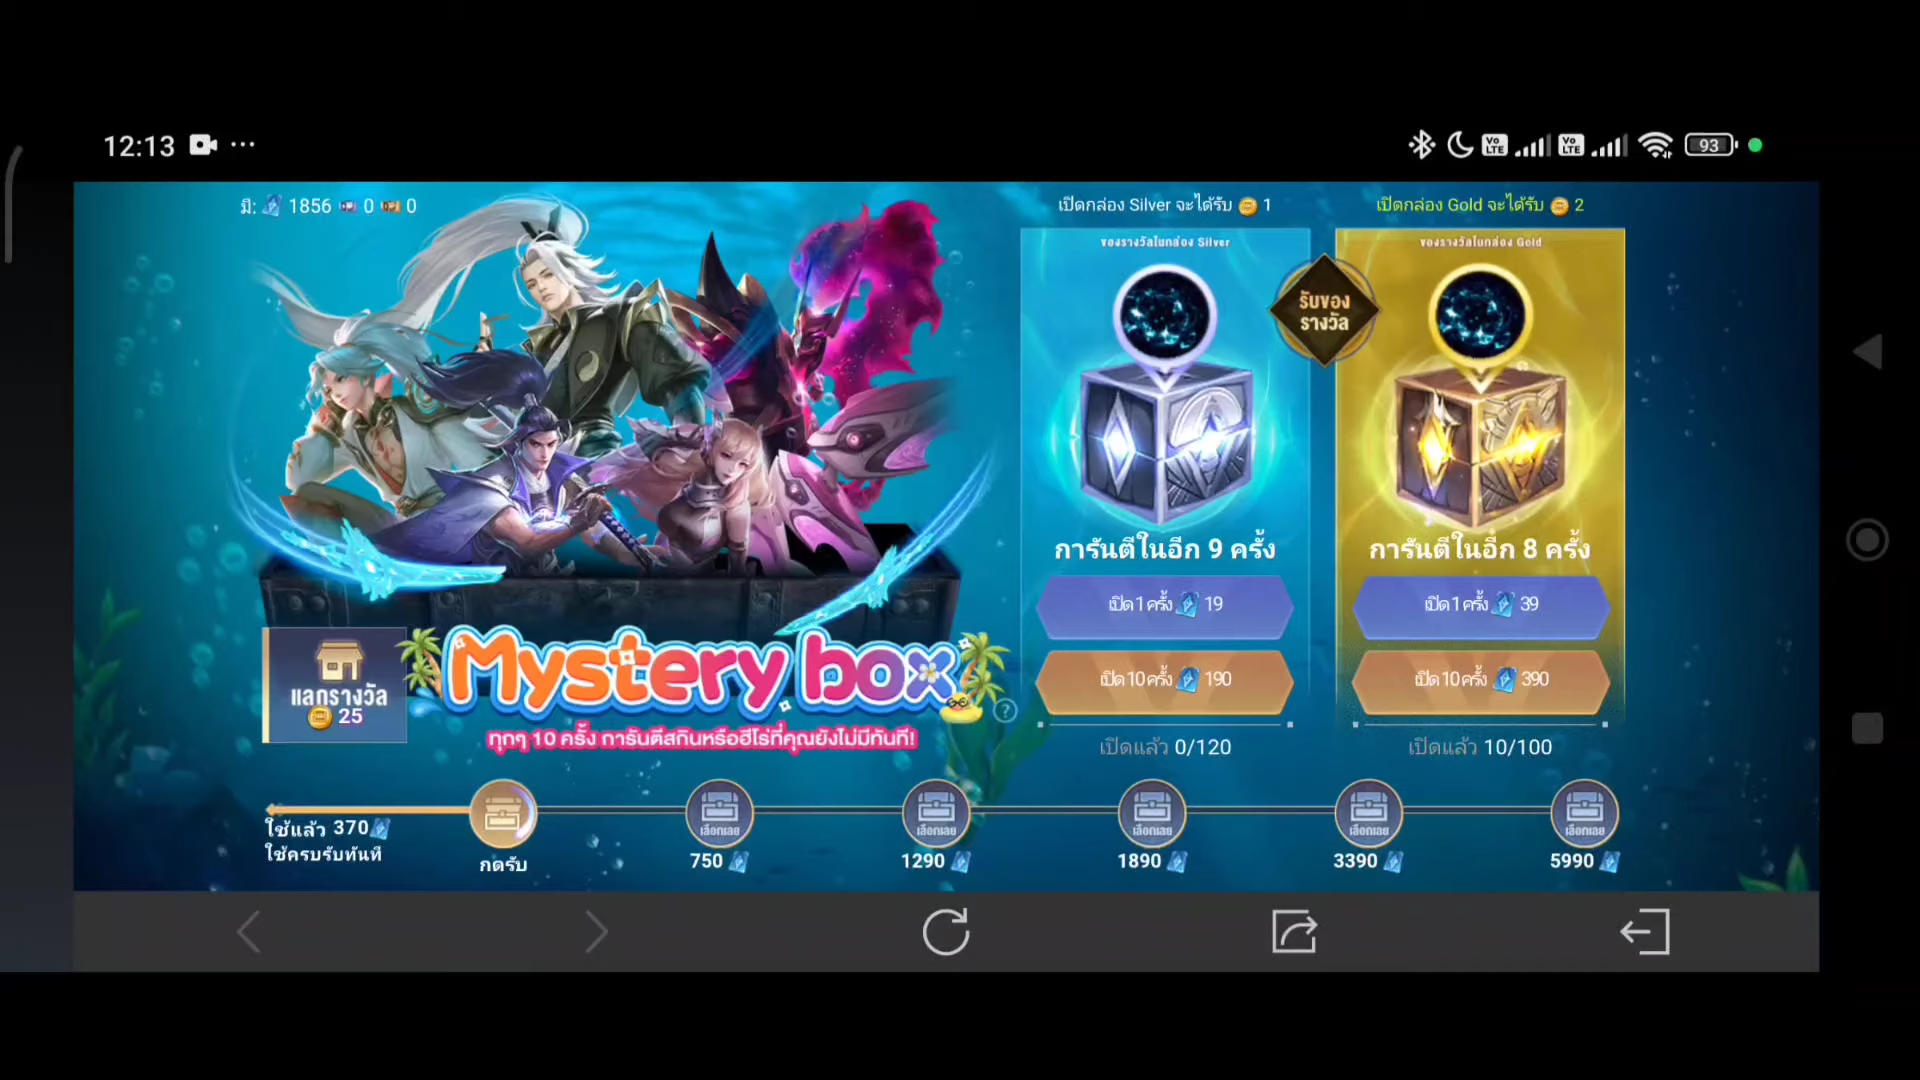 12:13
93
มี: 1856 0 0
เปิดกล่อง Silver จะได้รับ 1
เปิดกล่อง Gold จะได้รับ 2
ของรางวัลในกล่อง Silver
ของรางวัลในกล่อง Gold
รับของ
รางวัล
การันตีในอีก 9 ครั้ง
การันตีในอีก 8 ครั้ง
เปิด 1 ครั้ง 19
เปิด 1 ครั้ง 39
เปิด 10 ครั้ง 190
เปิด 10 ครั้ง 390
เปิดแล้ว 0/120
เปิดแล้ว 10/100
แลกรางวัล
25
Mystery box
?
ทุกๆ 10 ครั้ง การันตีสกินหรือฮีโร่ที่คุณยังไม่มีทันที!
ใช้แล้ว 370
ใช้ครบรับทันที
กดรับ
เลือกเลย
750
เลือกเลย
1290
เลือกเลย
1890
เลือกเลย
3390
เลือกเลย
5990